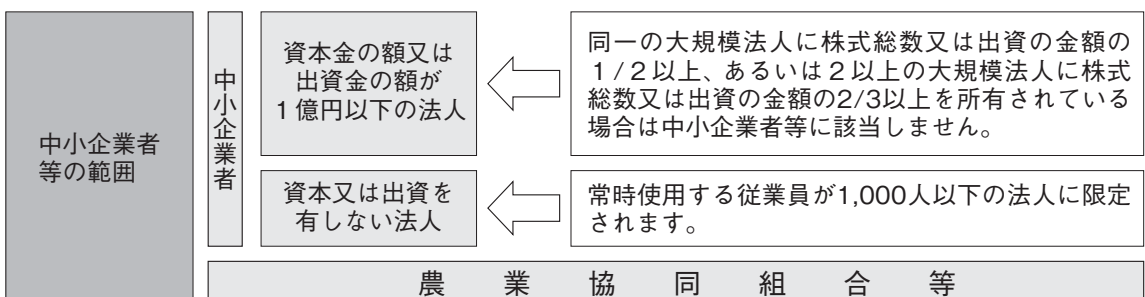 中小企業者
等の範囲
中小企業者
資本金の額又は
出資金の額が
1億円以下の法人
同一の大規模法人に株式総数又は出資の金額の
1/2以上、あるいは2以上の大規模法人に株式
総数又は出資の金額の2/3以上を所有されている
場合は中小企業者等に該当しません。
資本又は出資を
有しない法人
常時使用する従業員が1,000人以下の法人に限定
されます。
農業協同組合等